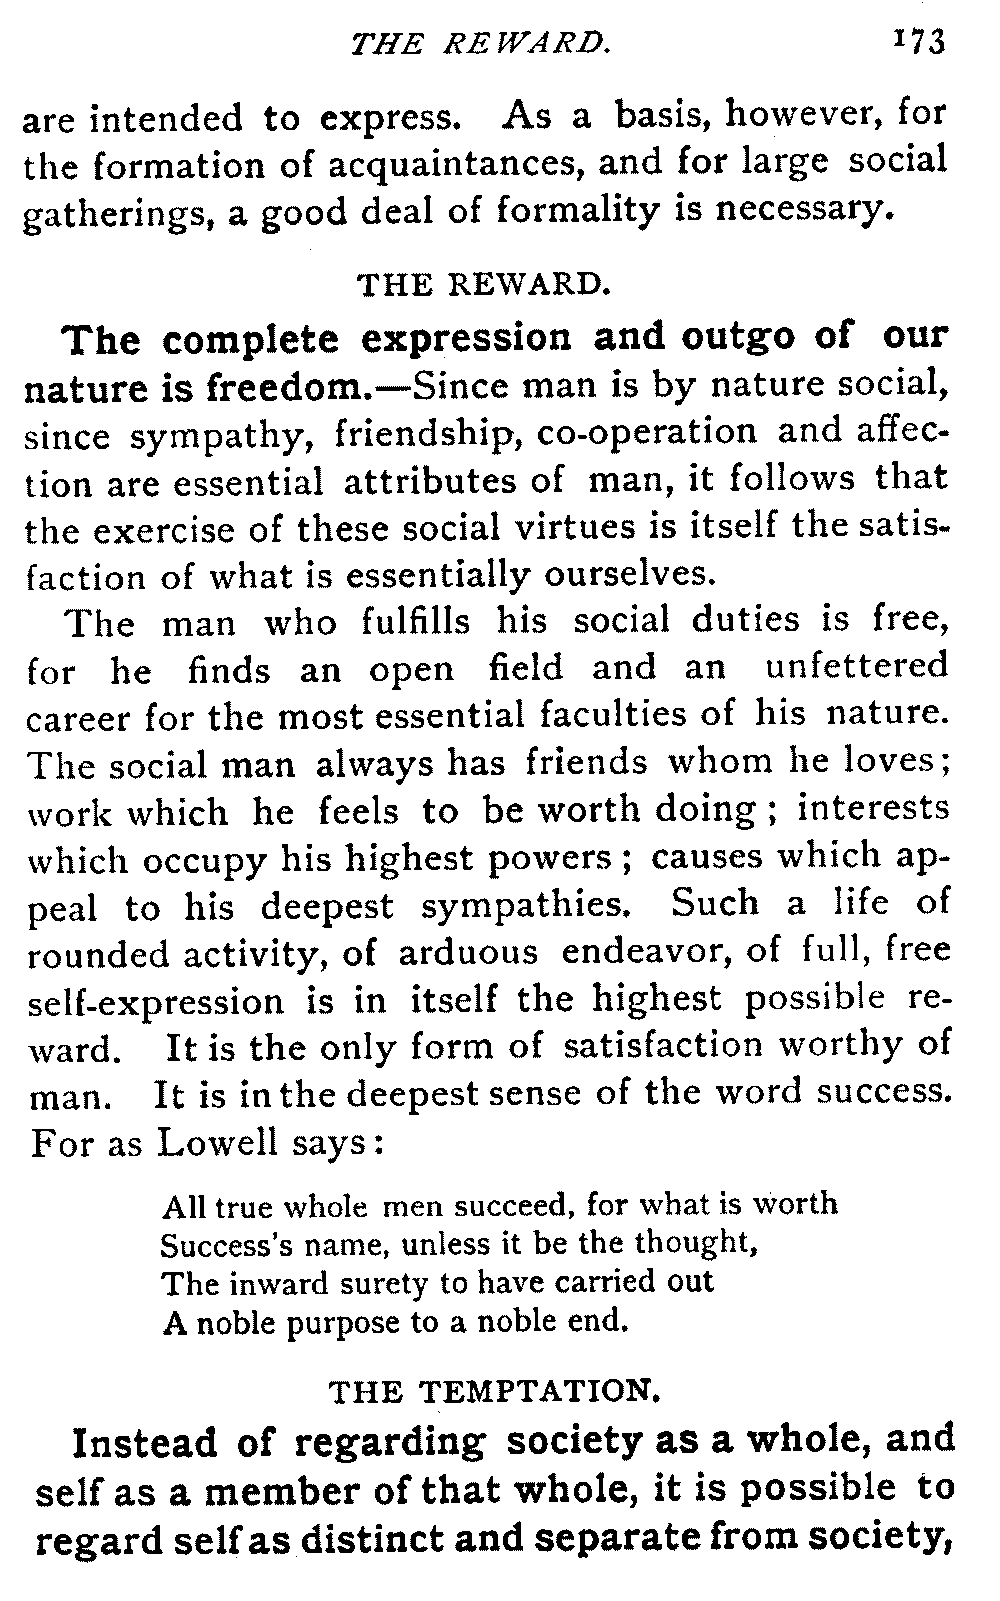 THE REWARD. 173
are intended to express. As a basis, however, for
the formation of acquaintances, and for large social
gatherings, a good deal of formality is necessary.
THE REWARD.
The complete expression and outgo of our
nature is freedom.—Since man is by nature social,
since sympathy, friendship, co-operation and affec-
tion are essential attributes of man, it follows that
the exercise of these social virtues is itself the satis-
faction of what is essentially ourselves.
The man who fulfills his social duties is free,
for he finds an open field and an unfettered
career for the most essential faculties of his nature.
The social man always has friends whom he loves;
work which he feels to be worth doing; interests
which occupy his highest powers; causes which ap-
peal to his deepest sympathies. Such a life of
rounded activity, of arduous endeavor, of full, free
self-expression is in itself the highest possible re-
ward. It is the only form of satisfaction worthy of
man. It is in the deepest sense of the word success.
For as Lowell says:
All true whole men succeed, for what is worth
Success's name, unless it be the thought,
The inward surety to have carried out
A noble purpose to a noble end.
THE TEMPTATION.
Instead of regarding society as a whole, and
self as a member of that whole, it is possible to
regard self as distinct and separate from society,